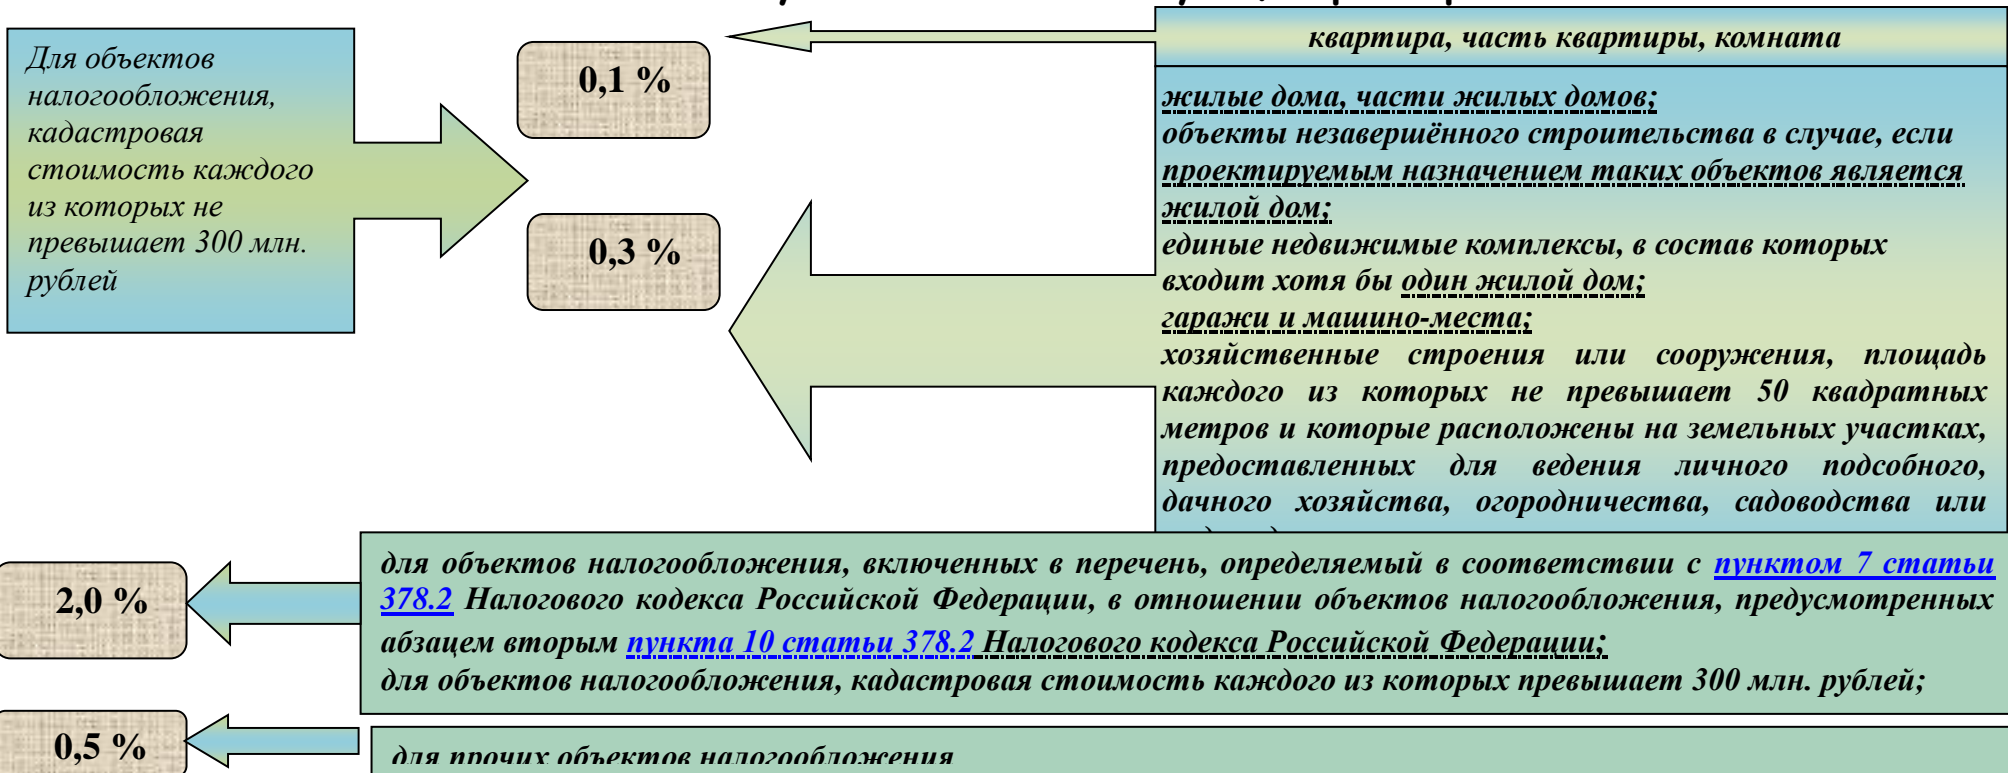 Для объектов
налогообложения,
кадастровая
стоимость каждого
из которых не
превышает 300 млн.
рублей
0,1 %
0,3 %
квартира, часть квартиры, комната
жилые дома, части жилых домов;
объекты незавершённого строительства в случае, если
проектируемым назначением таких объектов является
жилой дом;
единые недвижимые комплексы, в состав которых
входит хотя бы один жилой дом;
гаражи и машино-места;
хозяйственные строения или сооружения, площадь
каждого из которых не превышает 50 квадратных
метров и которые расположены на земельных участках,
предоставленных для ведения личного подсобного,
дачного хозяйства, огородничества, садоводства или
2,0 %
для объектов налогообложения, включенных в перечень, определяемый в соответствии с пунктом 7 статьи
378.2 Налогового кодекса Российской Федерации, в отношении объектов налогообложения, предусмотренных
абзацем вторым пункта 10 статьи 378.2 Налогового кодекса Российской Федерации;
для объектов налогообложения, кадастровая стоимость каждого из которых превышает 300 млн. рублей;
0,5 %
для прочих объектов налогообложения